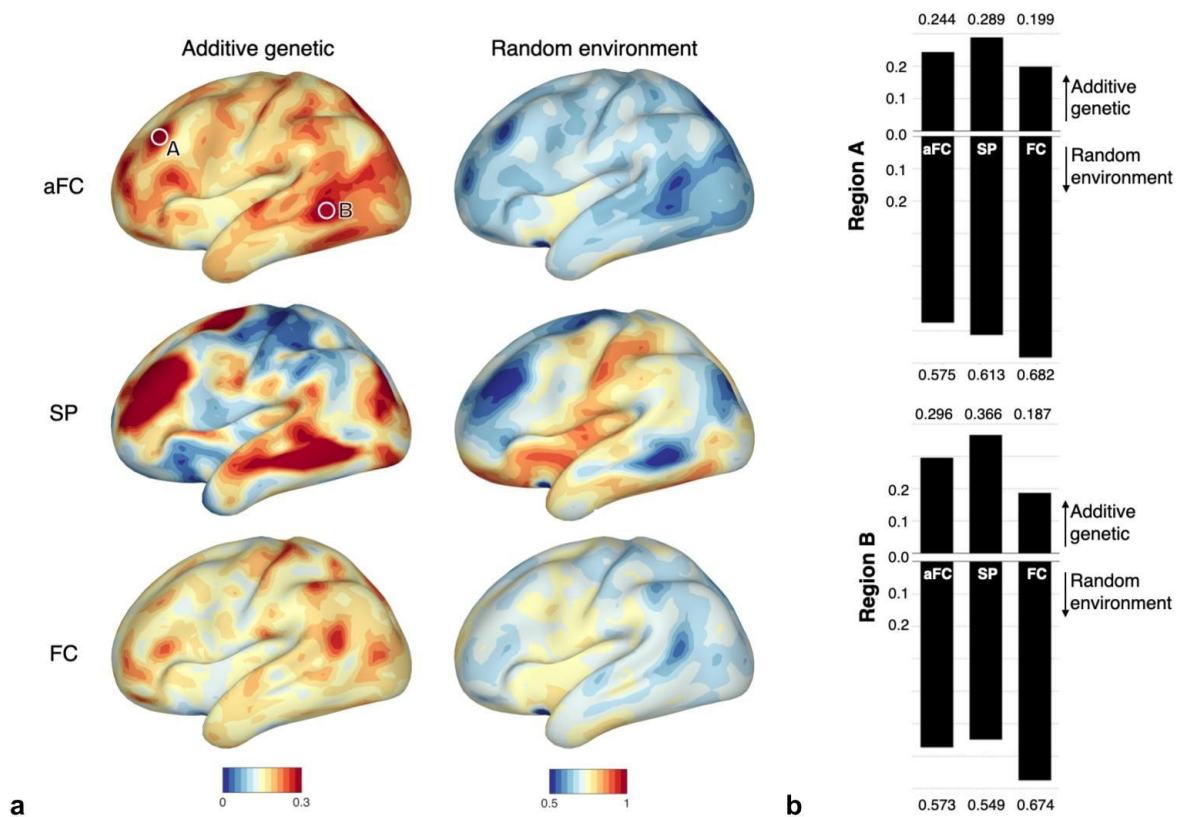 Additive genetic
Random environment
aFC
A
B
SP
FC
0
0.3
0.5
1
a
0.244 0.289 0.199
0.2
0.1
0.0
0.1
0.2
Region A
aFC SP FC
Additive
genetic
Random
environment
0.575 0.613 0.682
0.296 0.366 0.187
0.2
0.1
0.0
0.1
0.2
Region B
aFC SP FC
Additive
genetic
Random
environment
0.573 0.549 0.674
b